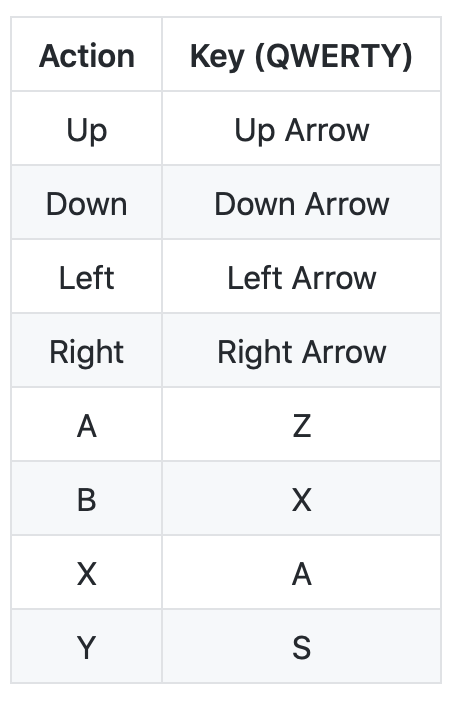 Action Key (QWERTY)
Up Up Arrow
Down Down Arrow
Left Left Arrow
Right Right Arrow
A Z
B X
X A
Y S